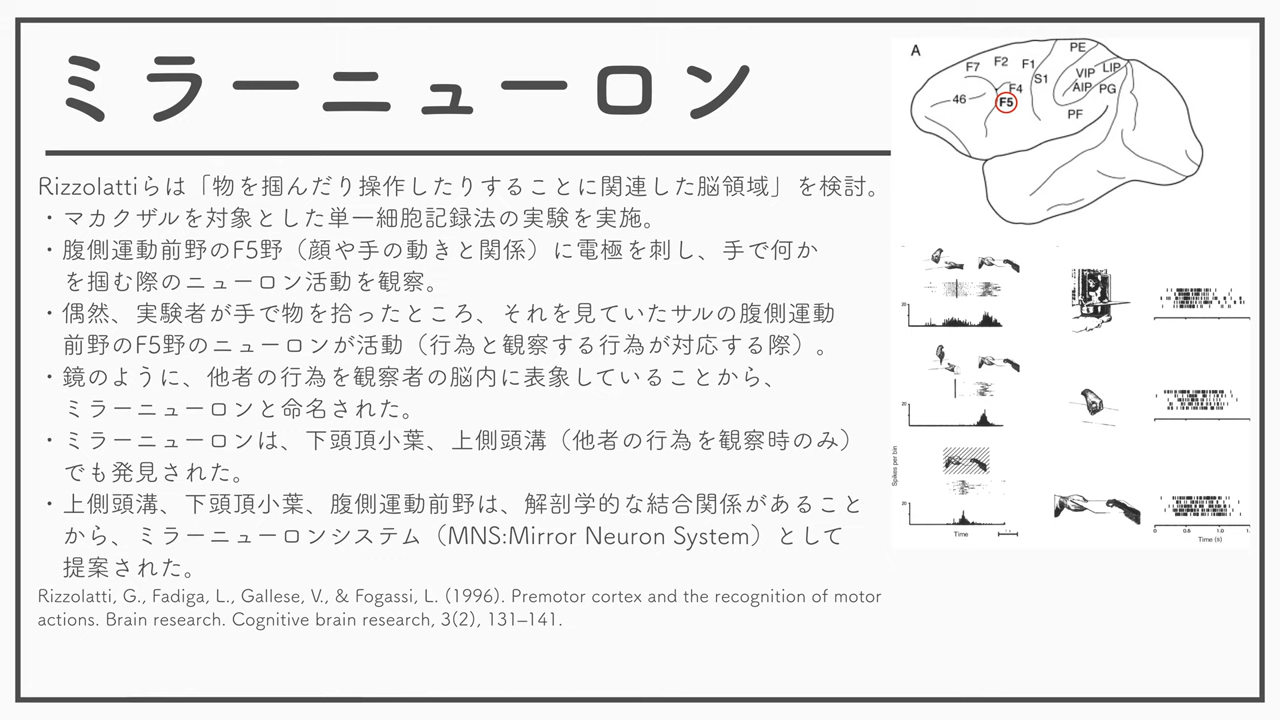 ミラーニューロン
Rizzolattiらは「物を掴んだり操作したりすることに関連した脳領域」を検討。
・マカクザルを対象とした単一細胞記録法の実験を実施。
・腹側運動前野のF5野（顔や手の動きと関係）に電極を刺し、手で何か
を掴む際のニューロン活動を観察。
・偶然、実験者が手で物を拾ったところ、それを見ていたサルの腹側運動
前野のF5野のニューロンが活動（行為と観察する行為が対応する際）。
・鏡のように、他者の行為を観察者の脳内に表象していることから、
ミラーニューロンと命名された。
・ミラーニューロンは、下頭頂小葉、上側頭溝（他者の行為を観察時のみ）
でも発見された。
・上側頭溝、下頭頂小葉、腹側運動前野は、解剖学的な結合関係があること
から、ミラーニューロンシステム（MNS:Mirror Neuron System）として
提案された。
Rizzolatti, G., Fadiga, L., Gallese, V., & Fogassi, L. (1996). Premotor cortex and the recognition of motor
actions. Brain research. Cognitive brain research, 3(2), 131–141.
A
PE
F7 F2 F1
S1
VIP LIP
AIP PG
F4
46
F5
PF
20
20
Spikes per bin
20
Time
0 0.5 1.0 1.
Time (s)